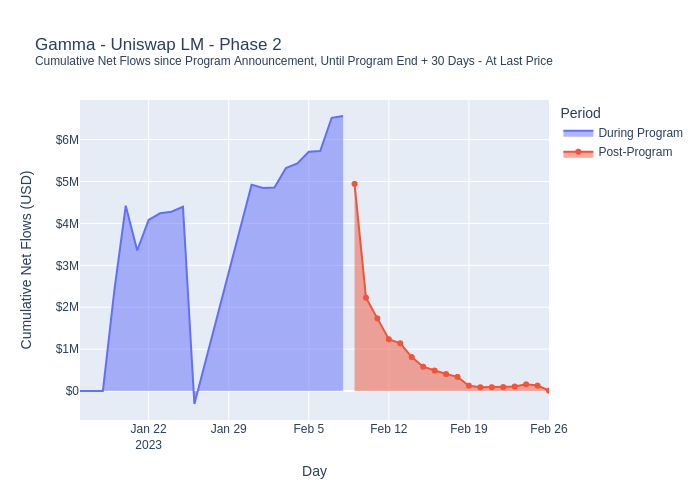 Gamma - Uniswap LM - Phase 2
Cumulative Net Flows since Program Announcement, Until Program End + 30 Days - At Last Price
Period
During Program
Post-Program
Cumulative Net Flows (USD)
$6M
$5M
$4M
$3M
$2M
$1M
$0
Jan 22
2023
Jan 29
Feb 5
Feb 12
Feb 19
Feb 26
Day